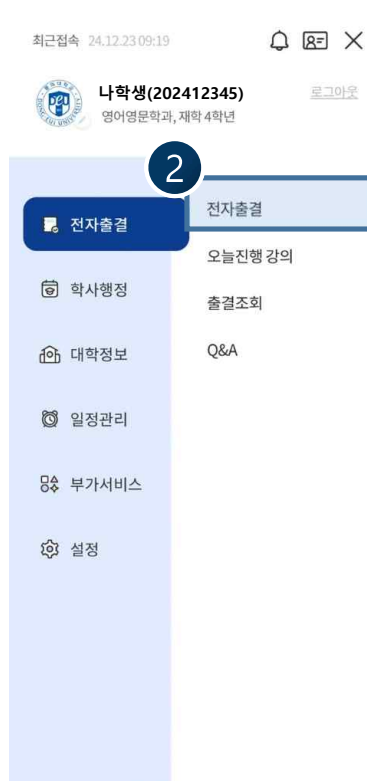 최근접속 24.12.23 09:19
나학생(202412345)
로그아웃
영어영문학과, 재학 4학년
2
전자출결
학사행정
대학정보
일정관리
부가서비스
설정
전자출결
오늘진행 강의
출결조회
Q&A